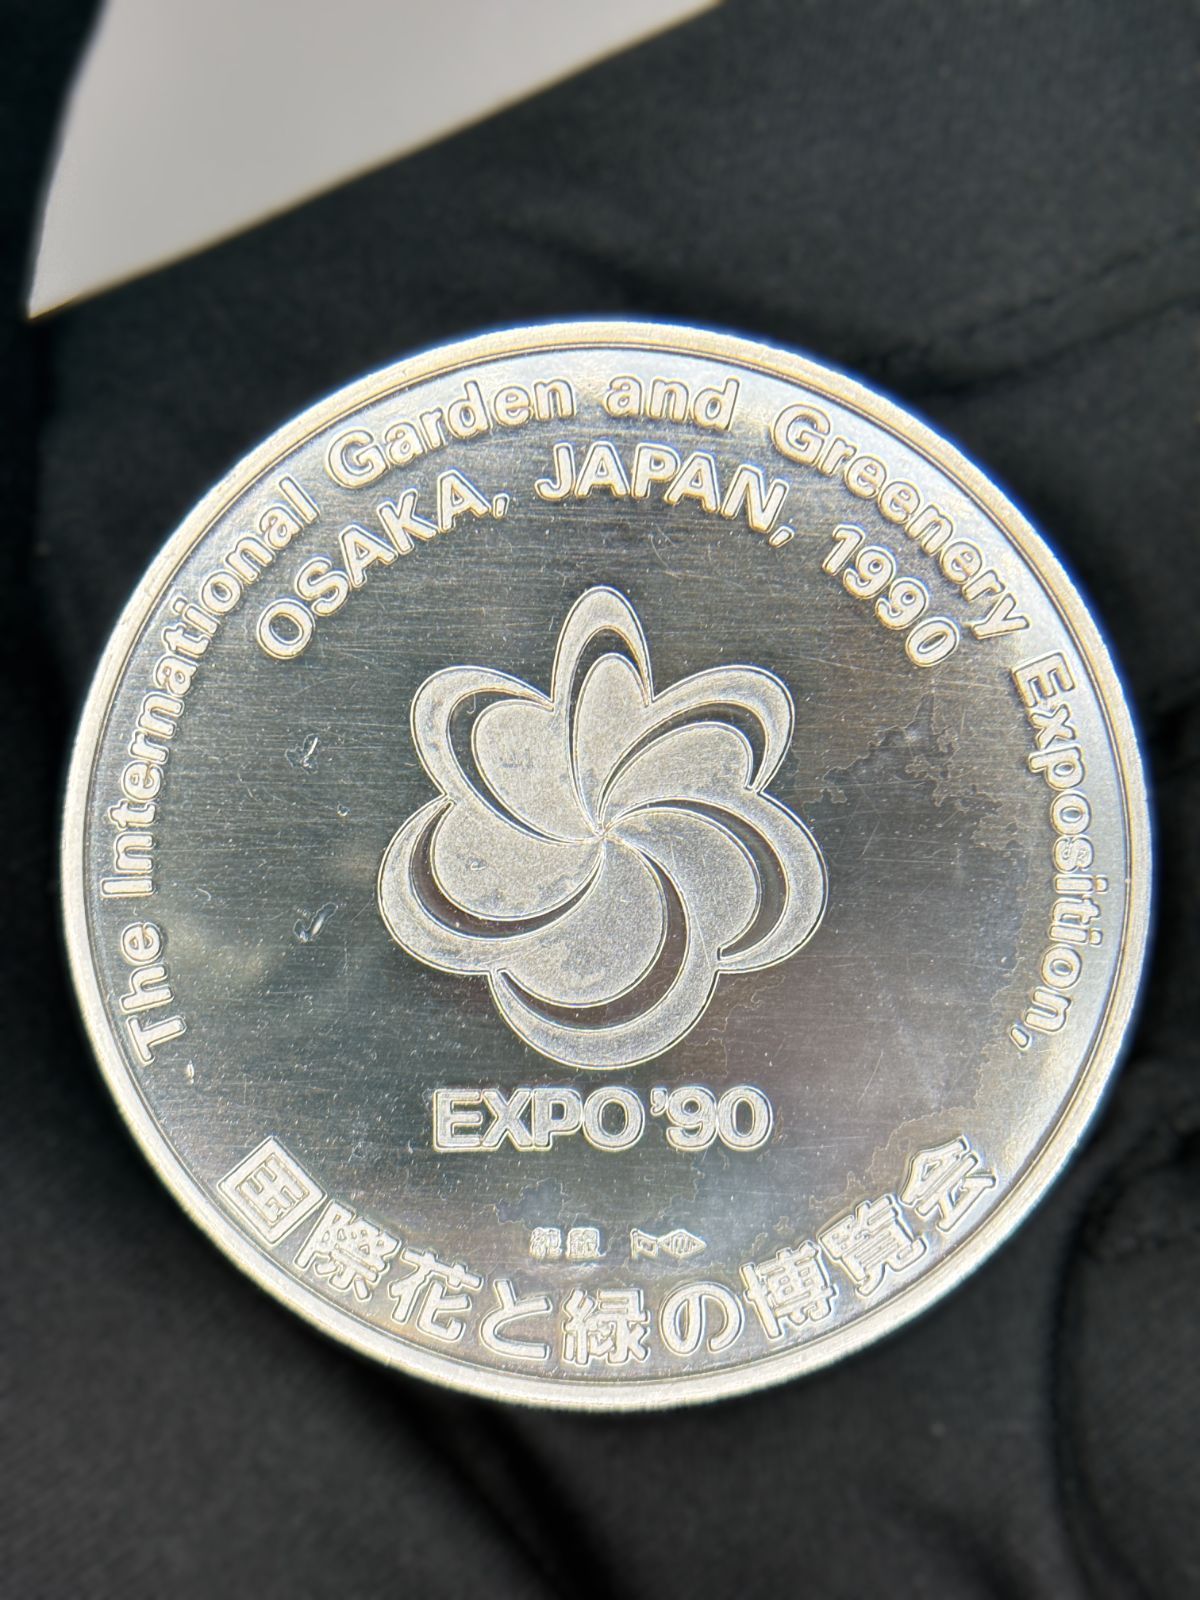 The International Garden and Greenery Exposition,
OSAKA, JAPAN, 1990
EXPO '90
純銀
国際花と緑の博覧会